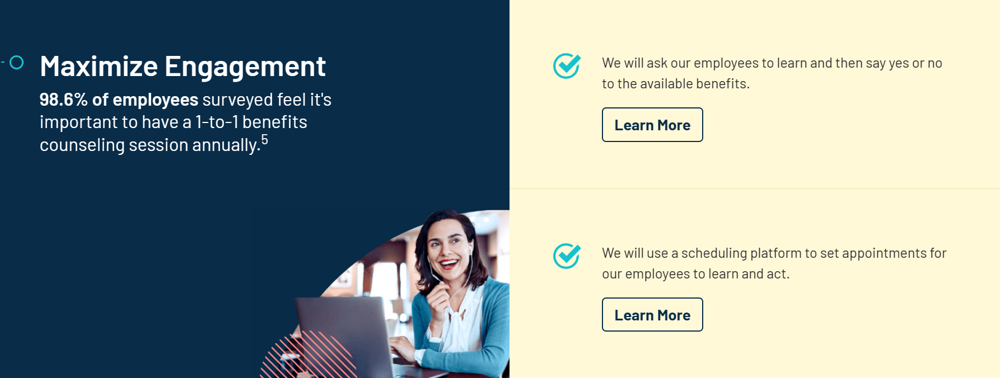 Maximize Engagement
98.6% of employees surveyed feel it's
important to have a 1-to-1 benefits
counseling session annually.5
We will ask our employees to learn and then say yes or no
to the available benefits.
Learn More
We will use a scheduling platform to set appointments for
our employees to learn and act.
Learn More